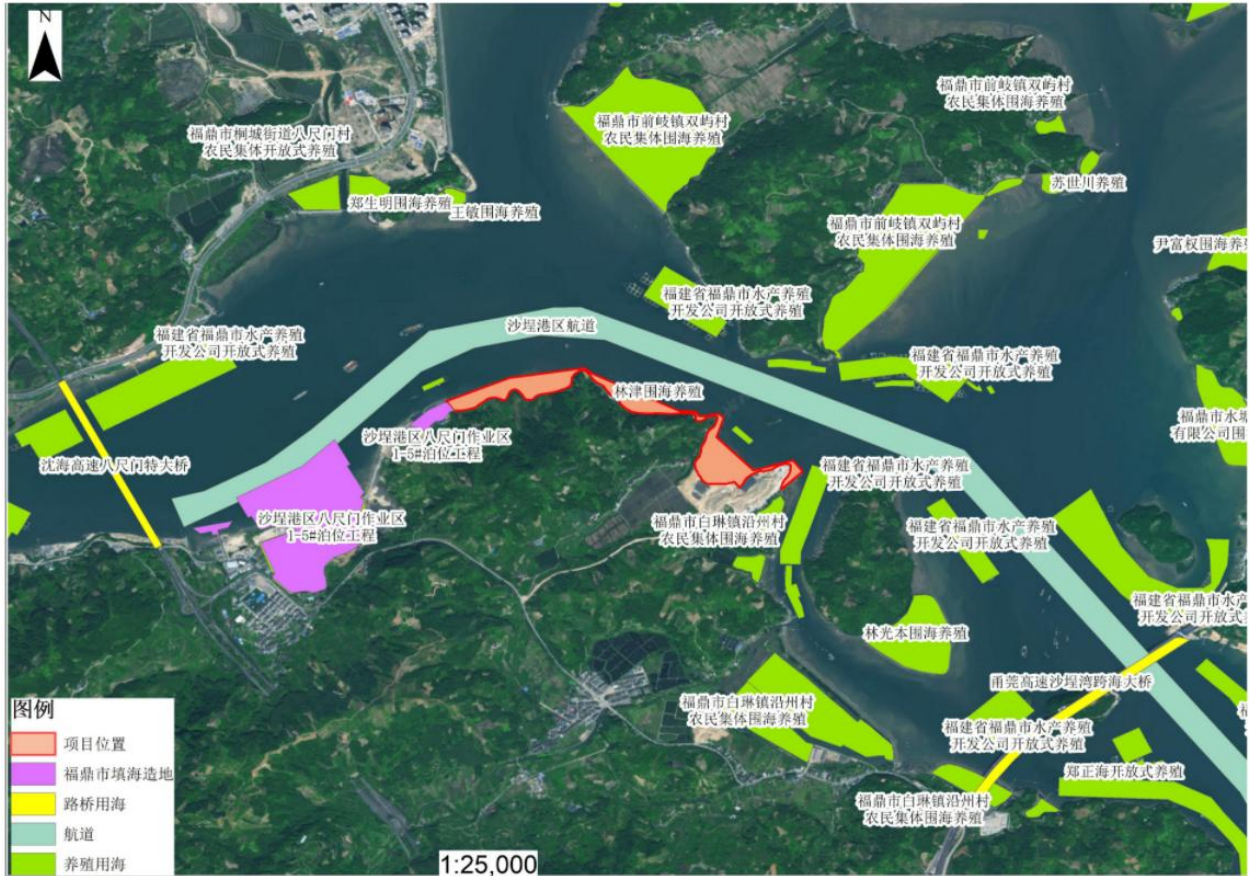 N
福鼎市前岐镇双屿村
农民集体围海养殖
福鼎市桐城街道八尺门村
农民集体开放式养殖
福鼎市前岐镇双屿村
农民集体围海养殖
苏世川养殖
郑生明围海养殖
王敏围海养殖
福鼎市前岐镇双屿村
农民集体围海养殖
尹富权围海养
福建省福鼎市水产养殖
开发公司开放式养殖
沙埕港区航道
福建省福鼎市水产养殖
开发公司开放式养殖
福建省福鼎市水产养殖
开发公司开放式养殖
林津围海养殖
福鼎市水
有限公司围
沙埕港区八尺门作业区
1-5#泊位工程
沈海高速八尺门特大桥
福建省福鼎市水产养殖
开发公司开放式养殖
沙埕港区八尺门作业区
1-5#泊位工程
福鼎市白琳镇沿州村
农民集体围海养殖
福建省福鼎市水产养殖
开发公司开放式养殖
福建省福鼎市水产
开发公司开放式
林光本围海养殖
甬莞高速沙埕湾跨海大桥
福鼎市白琳镇沿州村
农民集体围海养殖
福建省福鼎市水产养殖
开发公司开放式养殖
郑正海开放式养殖
福鼎市白琳镇沿州村
农民集体围海养殖
图例
项目位置
福鼎市填海造地
路桥用海
航道
养殖用海
1:25,000